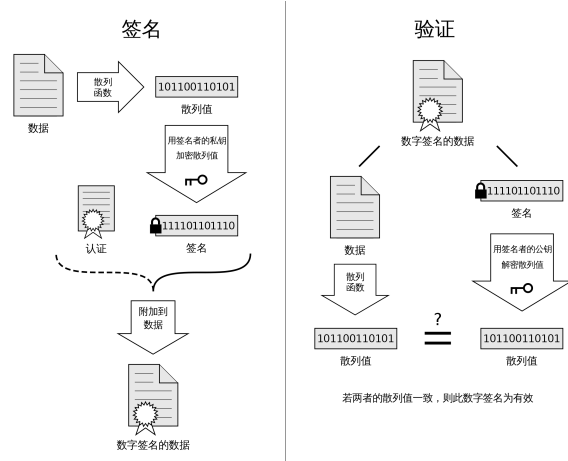 签名
散列
函数
101100110101
散列值
数据
用签名者的私钥
加密散列值
111101101110
签名
认证
附加到
数据
数字签名的数据
验证
数字签名的数据
数据
111101101110
签名
散列
函数
用签名者的公钥
解密散列值
101100110101
散列值
?
=
101100110101
散列值
若两者的散列值一致，则此数字签名为有效